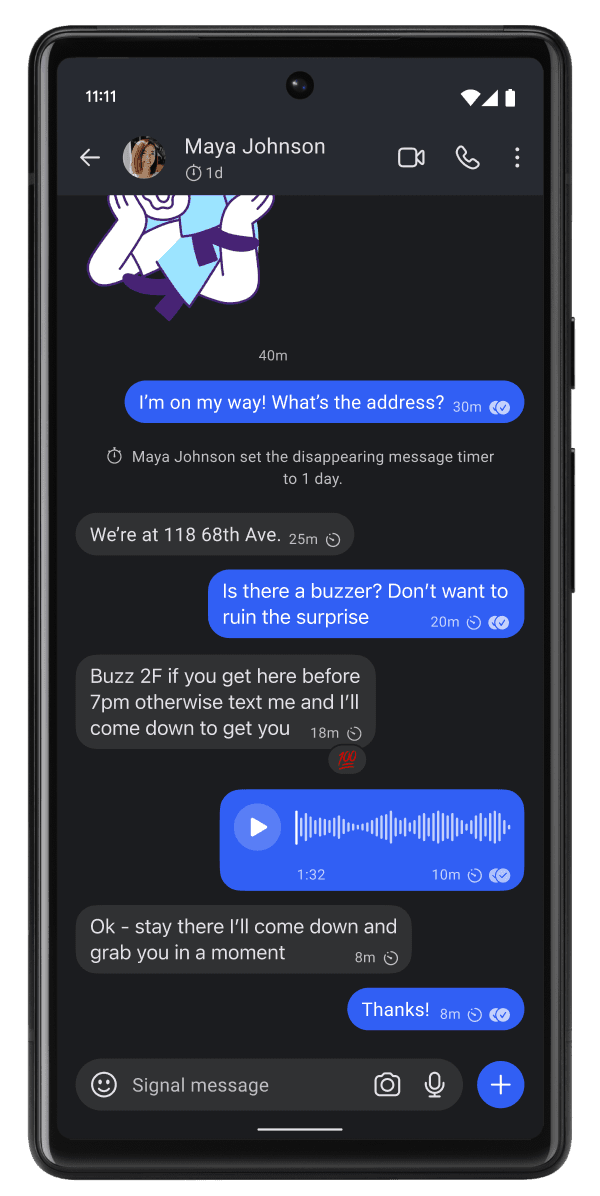 11:11
Maya Johnson
1d
40m
I’m on my way! What’s the address? 30m
Maya Johnson set the disappearing message timer
to 1 day.
We’re at 118 68th Ave. 25m
Is there a buzzer? Don’t want to
ruin the surprise 20m
Buzz 2F if you get here before
7pm otherwise text me and I’ll
come down to get you 18m
💯
1:32 10m
Ok - stay there I’ll come down and
grab you in a moment 8m
Thanks! 8m
Signal message